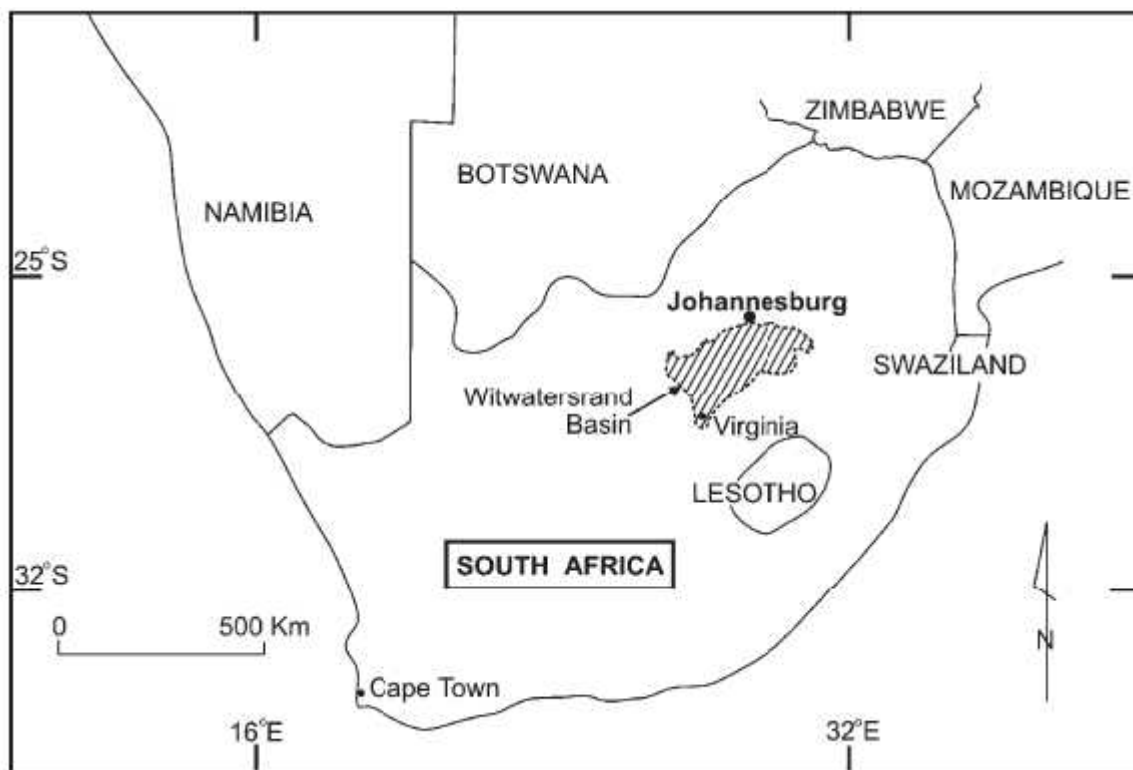 ZIMBABWE
BOTSWANA
MOZAMBIQUE
NAMIBIA
25°S
Johannesburg
SWAZILAND
Witwatersrand
Basin
Virginia
LESOTHO
SOUTH AFRICA
32°S
0 500 Km
N
Cape Town
16°E
32°E